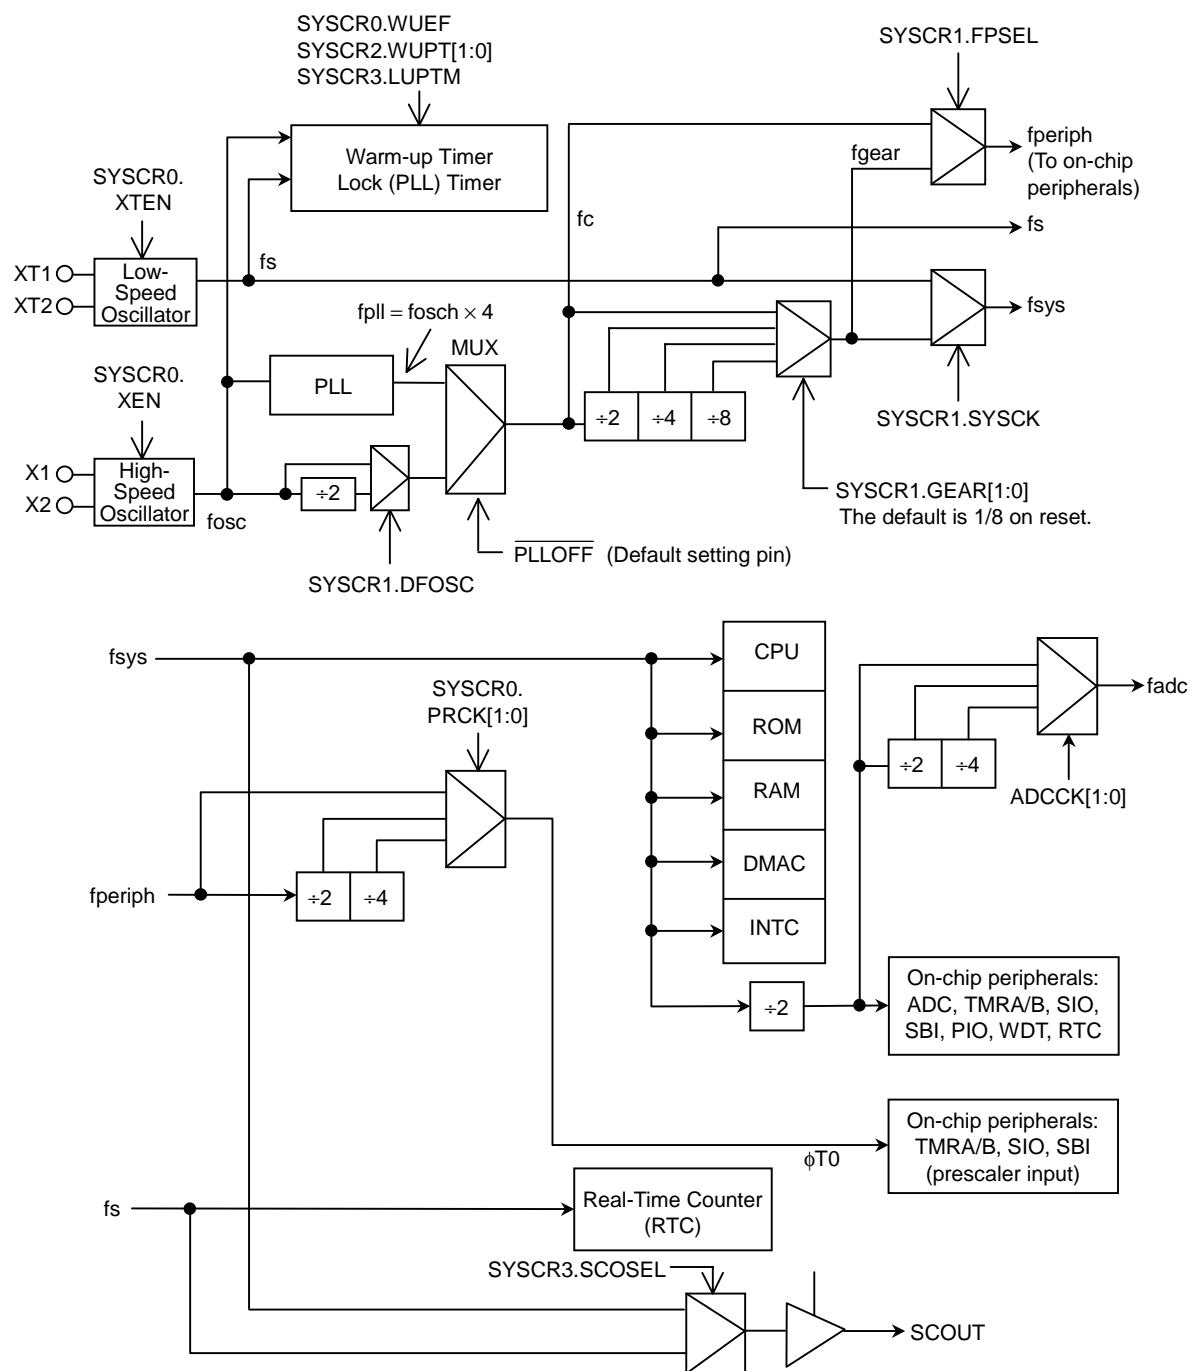 SYSCR0.WUEF
SYSCR2.WUPT[1:0]
SYSCR3.LUPTM
SYSCR1.FPSEL
Warm-up Timer
Lock (PLL) Timer
fperiph
(To on-chip
peripherals)
fgear
SYSCR0.
XTEN
fc
fs
XT1
XT2
Low-
Speed
Oscillator
fs
fsys
fpll = fosch × 4
MUX
SYSCR0.
XEN
PLL
÷2
÷4
÷8
SYSCR1.SYSCK
X1
X2
High-
Speed
Oscillator
fosc
÷2
SYSCR1.GEAR[1:0]
The default is 1/8 on reset.
PLLOFF (Default setting pin)
SYSCR1.DFOSC
fsys
CPU
ROM
RAM
DMAC
INTC
SYSCR0.
PRCK[1:0]
fadc
÷2
÷4
ADCCK[1:0]
fperiph
÷2
÷4
÷2
On-chip peripherals:
ADC, TMRA/B, SIO,
SBI, PIO, WDT, RTC
On-chip peripherals:
TMRA/B, SIO, SBI
(prescaler input)
ϕT0
fs
Real-Time Counter
(RTC)
SYSCR3.SCOSEL
SCOUT